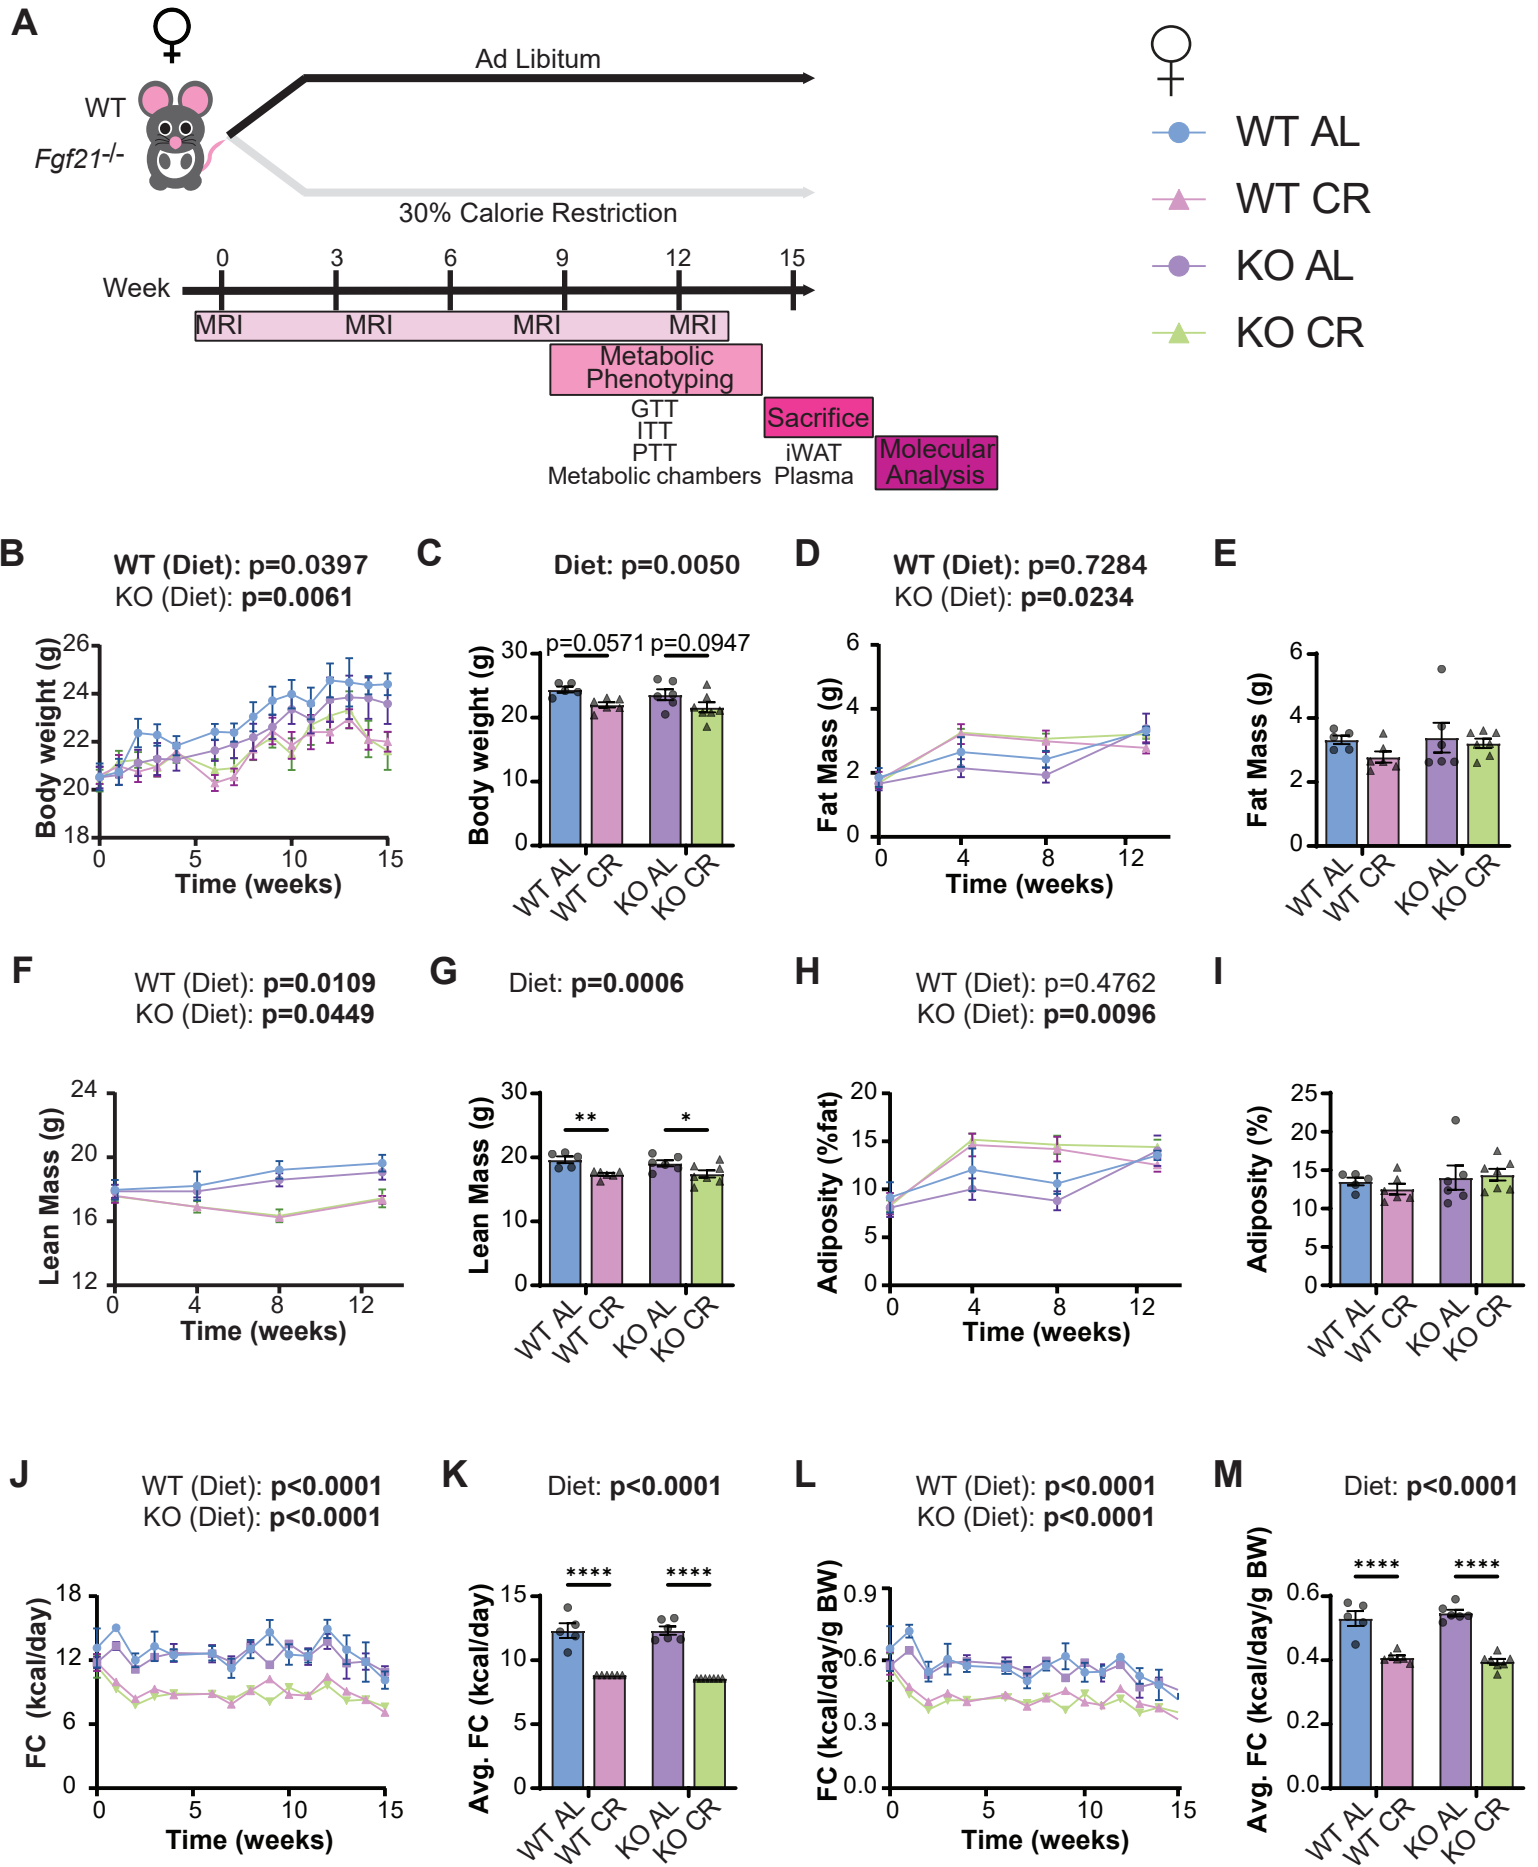 A
Ad Libitum
WT
Fgf21-/-
30% Calorie Restriction
WT AL
WT CR
KO AL
KO CR
0 3 6 9 12 15
Week
MRI MRI MRI MRI
Metabolic
Phenotyping
GTT
ITT
PTT
Metabolic chambers
Sacrifice
iWAT
Plasma
Molecular
Analysis
B
WT (Diet): p=0.0397
KO (Diet): p=0.0061
Body weight (g)
26
24
22
20
18
0 5 10 15
Time (weeks)
C
Diet: p=0.0050
p=0.0571 p=0.0947
Body weight (g)
30
20
10
0
WT AL
WT CR
KO AL
KO CR
D
WT (Diet): p=0.7284
KO (Diet): p=0.0234
Fat Mass (g)
6
4
2
0
0 4 8 12
Time (weeks)
E
Fat Mass (g)
6
4
2
0
WT AL
WT CR
KO AL
KO CR
F
WT (Diet): p=0.0109
KO (Diet): p=0.0449
Lean Mass (g)
24
20
16
12
0 4 8 12
Time (weeks)
G
Diet: p=0.0006
** *
Lean Mass (g)
30
20
10
0
WT AL
WT CR
KO AL
KO CR
H
WT (Diet): p=0.4762
KO (Diet): p=0.0096
Adiposity (%fat)
20
15
10
5
0
0 4 8 12
Time (weeks)
I
Adiposity (%)
25
20
15
10
5
0
WT AL
WT CR
KO AL
KO CR
J
WT (Diet): p<0.0001
KO (Diet): p<0.0001
FC (kcal/day)
18
12
6
0
0 5 10 15
Time (weeks)
K
Diet: p<0.0001
**** ****
Avg. FC (kcal/day)
15
10
5
0
WT AL
WT CR
KO AL
KO CR
L
WT (Diet): p<0.0001
KO (Diet): p<0.0001
FC (kcal/day/g BW)
0.9
0.6
0.3
0.0
0 5 10 15
Time (weeks)
M
Diet: p<0.0001
**** ****
Avg. FC (kcal/day/g BW)
0.6
0.4
0.2
0.0
WT AL
WT CR
KO AL
KO CR